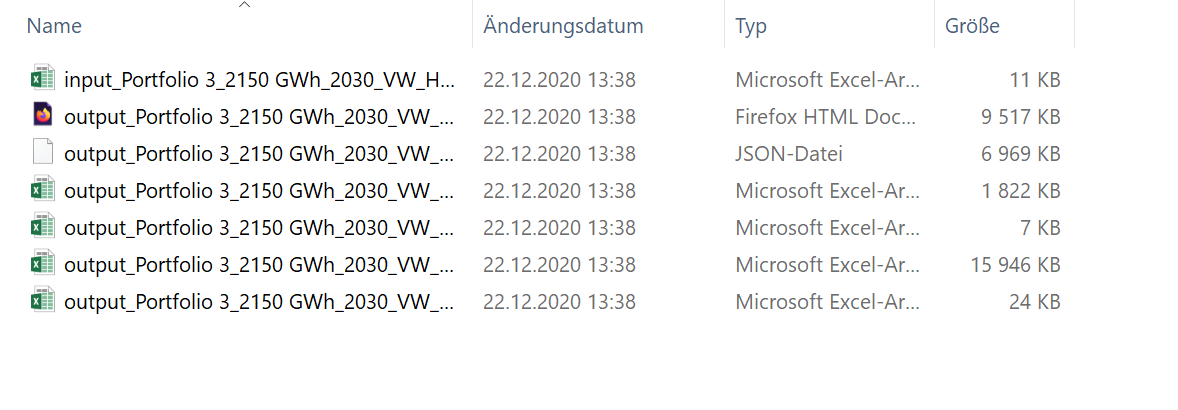 Name Änderungsdatum Typ Größe
input_Portfolio 3_2150 GWh_2030_VW_H... 22.12.2020 13:38 Microsoft Excel-Ar... 11 KB
output_Portfolio 3_2150 GWh_2030_VW_... 22.12.2020 13:38 Firefox HTML Doc... 9 517 KB
output_Portfolio 3_2150 GWh_2030_VW_... 22.12.2020 13:38 JSON-Datei 6 969 KB
output_Portfolio 3_2150 GWh_2030_VW_... 22.12.2020 13:38 Microsoft Excel-Ar... 1 822 KB
output_Portfolio 3_2150 GWh_2030_VW_... 22.12.2020 13:38 Microsoft Excel-Ar... 7 KB
output_Portfolio 3_2150 GWh_2030_VW_... 22.12.2020 13:38 Microsoft Excel-Ar... 15 946 KB
output_Portfolio 3_2150 GWh_2030_VW_... 22.12.2020 13:38 Microsoft Excel-Ar... 24 KB